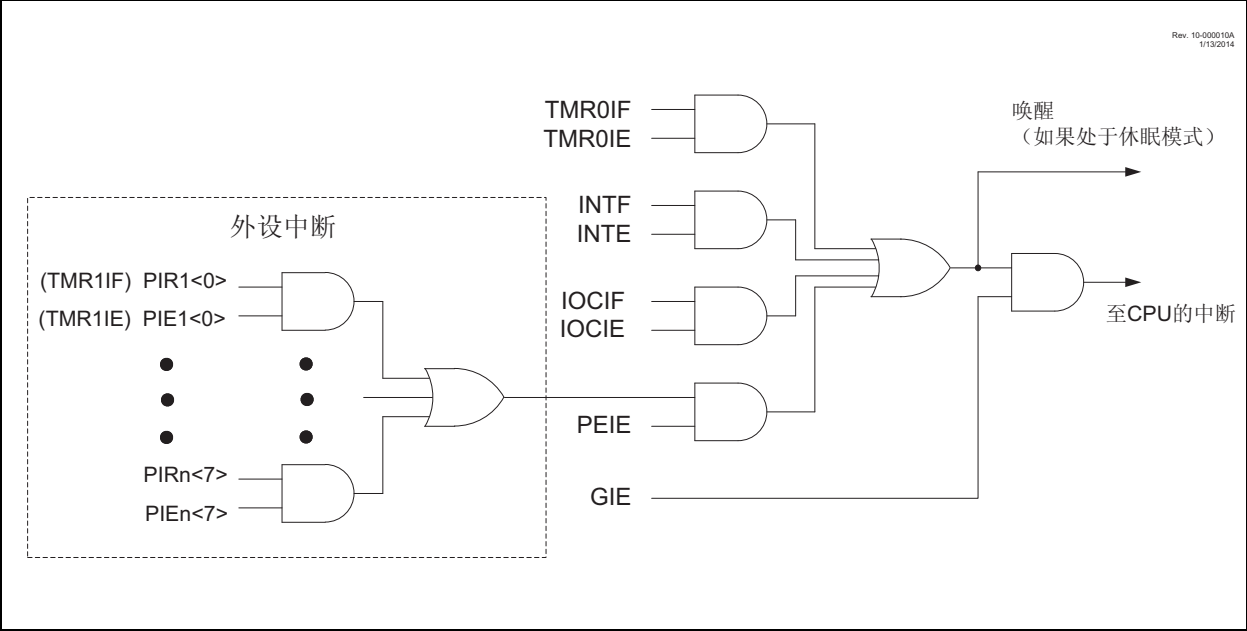 Rev. 10-000010A
1/13/2014
TMR0IF
TMR0IE
唤醒
（如果处于休眠模式）
INTF
INTE
外设中断
(TMR1IF) PIR1<0>
(TMR1IE) PIE1<0>
IOCIF
IOCIE
至CPU的中断
PEIE
PIRn<7>
PIEn<7>
GIE